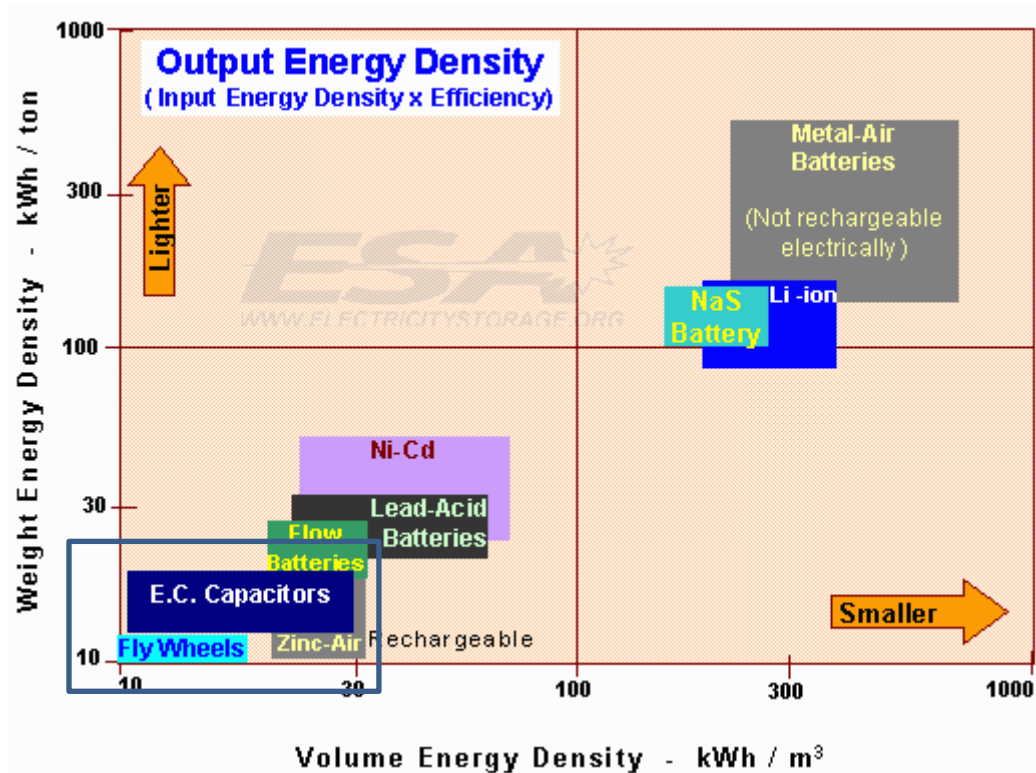 1000
Output Energy Density
( Input Energy Density x Efficiency)
Weight Energy Density - kWh / ton
Lighter
300
Metal-Air
Batteries
(Not rechargeable
electrically )
ESA
WWW.ELECTRICITYSTORAGE.ORG
NaS
Battery
Li -ion
100
Ni-Cd
30
Lead-Acid
Batteries
Flow
Batteries
E.C. Capacitors
Smaller
Fly Wheels
Zinc-Air
Rechargeable
10
10
30
100
300
1000
Volume Energy Density - kWh / m³